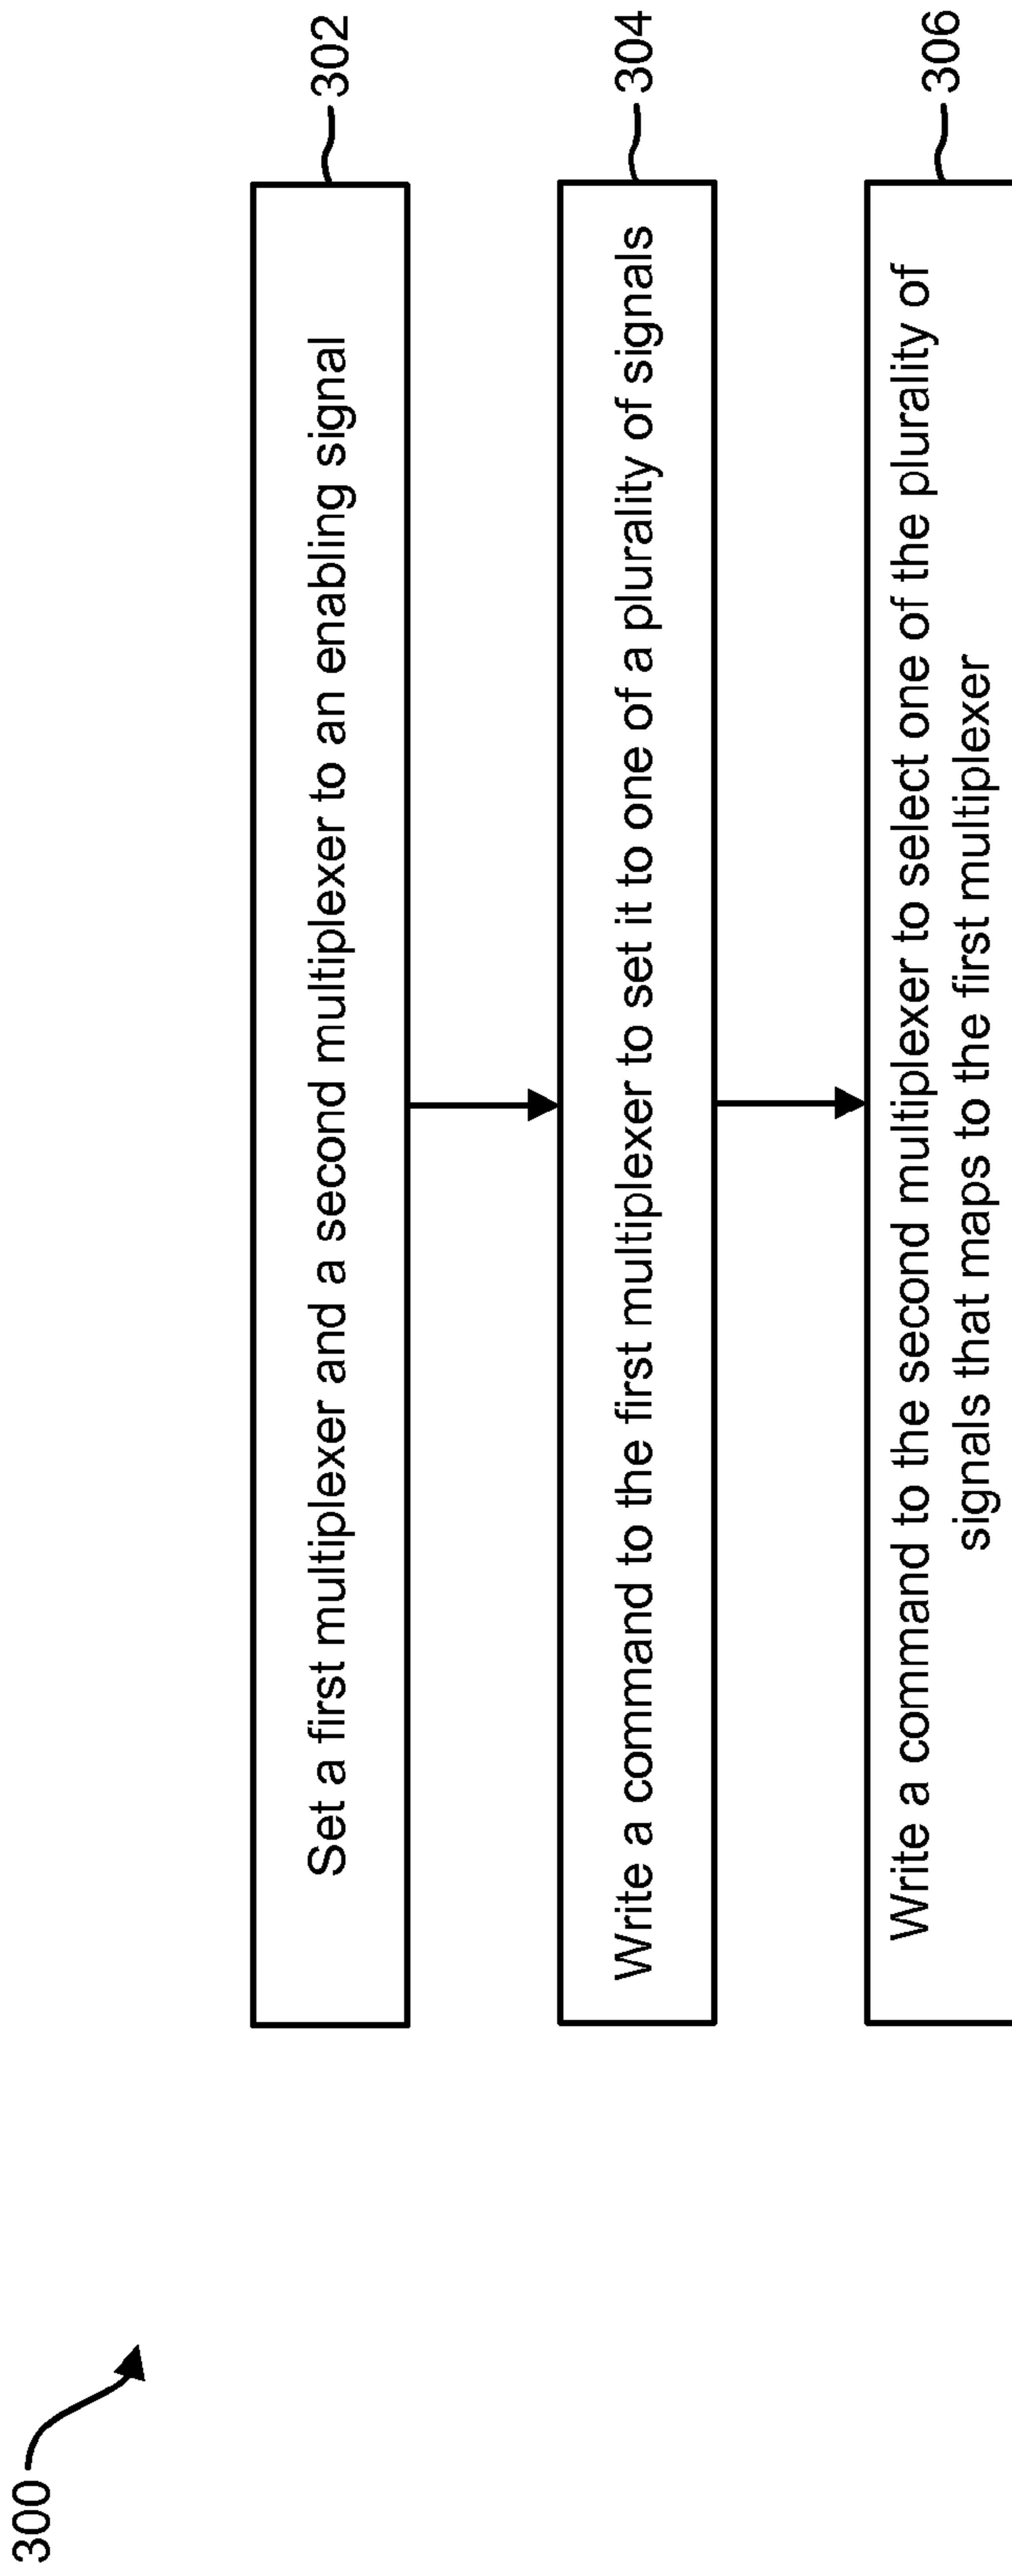 300
Set a first multiplexer and a second multiplexer to an enabling signal
302
Write a command to the first multiplexer to set it to one of a plurality of signals
304
Write a command to the second multiplexer to select one of the plurality of
signals that maps to the first multiplexer
306